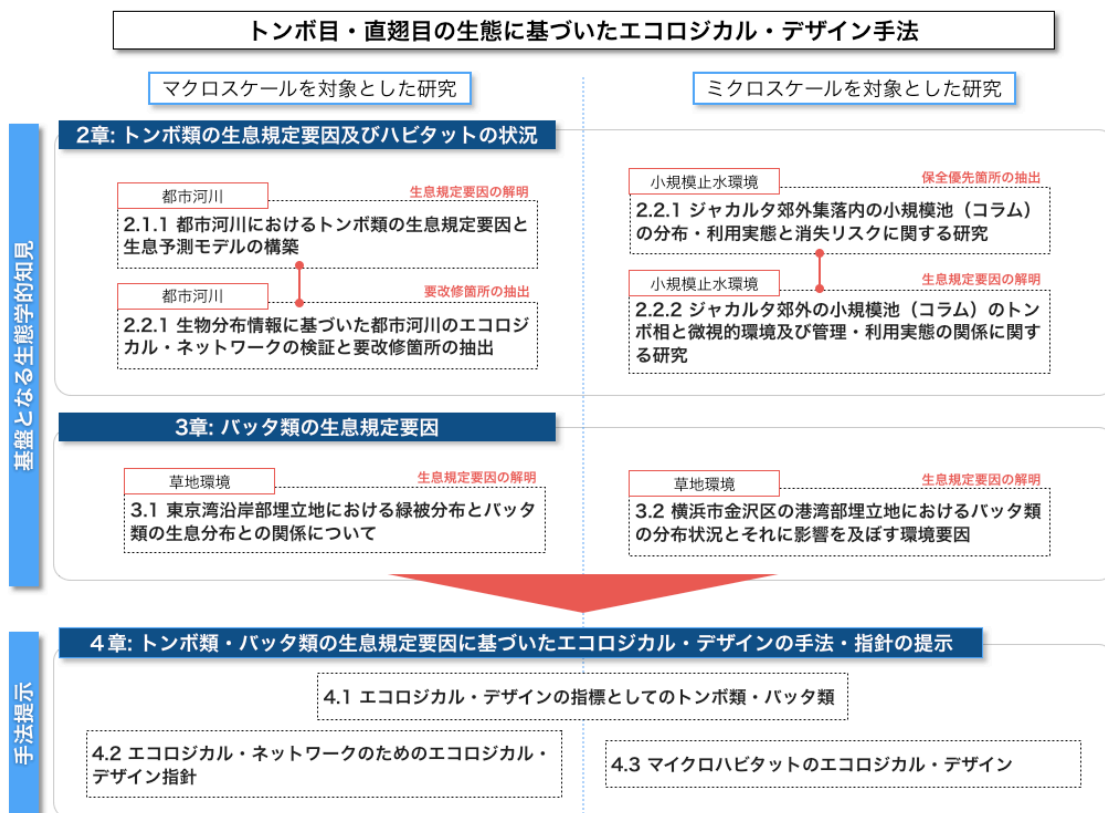 トンボ目・直翅目の生態に基づいたエコロジカル・デザイン手法
マクロスケールを対象とした研究
ミクロスケールを対象とした研究
基盤となる生態学的知見
2章: トンボ類の生息規定要因及びハビタットの状況
都市河川
生息規定要因の解明
2.1.1 都市河川におけるトンボ類の生息規定要因と
生息予測モデルの構築
都市河川
要改修箇所の抽出
2.2.1 生物分布情報に基づいた都市河川のエコロジ
カル・ネットワークの検証と要改修箇所の抽出
小規模止水環境
保全優先箇所の抽出
2.2.1 ジャカルタ郊外集落内の小規模池（コラム）
の分布・利用実態と消失リスクに関する研究
小規模止水環境
生息規定要因の解明
2.2.2 ジャカルタ郊外の小規模池（コラム）のトン
ボ相と微視的環境及び管理・利用実態の関係に関す
る研究
3章: バッタ類の生息規定要因
草地環境
生息規定要因の解明
3.1 東京湾沿岸部埋立地における緑被分布とバッタ
類の生息分布との関係について
草地環境
生息規定要因の解明
3.2 横浜市金沢区の港湾部埋立地におけるバッタ類
の分布状況とそれに影響を及ぼす環境要因
手法提示
４章: トンボ類・バッタ類の生息規定要因に基づいたエコロジカル・デザインの手法・指針の提示
4.1 エコロジカル・デザインの指標としてのトンボ類・バッタ類
4.2 エコロジカル・ネットワークのためのエコロジカル・
デザイン指針
4.3 マイクロハビタットのエコロジカル・デザイン